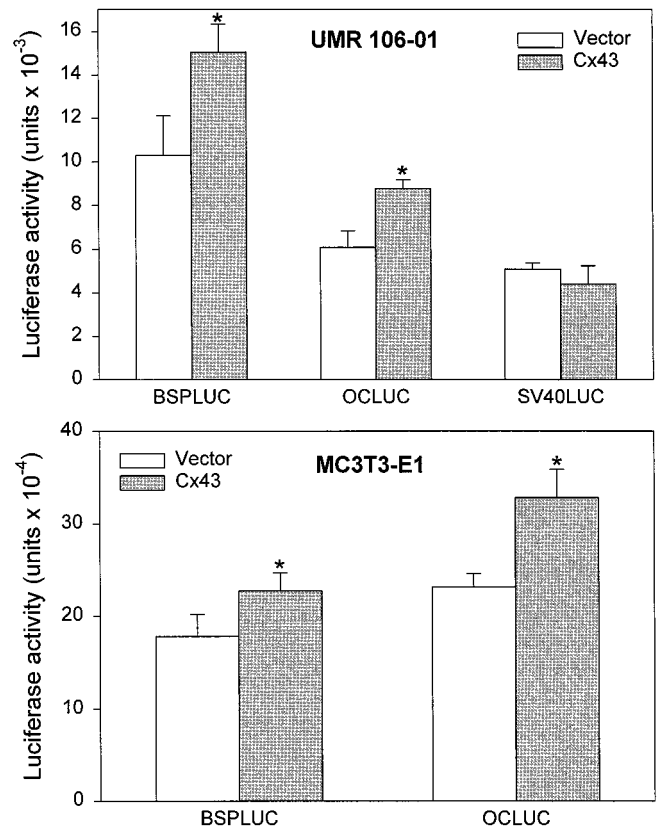 UMR 106-01
Vector
Cx43
Luciferase activity (units x 10-3)
16
14
12
10
8
6
4
2
0
*
*
BSPLUC OCLUC SV40LUC
MC3T3-E1
Vector
Cx43
Luciferase activity (units x 10-4)
40
30
20
10
0
*
*
BSPLUC OCLUC